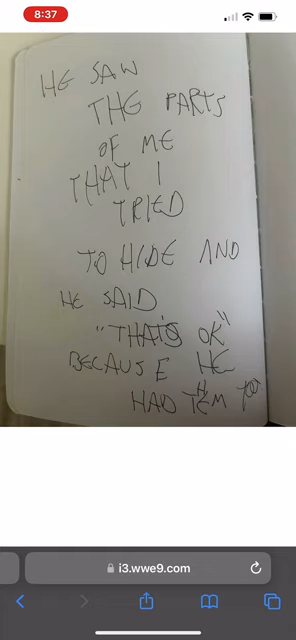 8:37
HE SAW
THE PARTS
OF ME
THAT I
TRIED
TO HIDE AND
HE SAID
"THAT'S OK"
BECAUSE HE
HAD THEM TOO
i3.wwe9.com